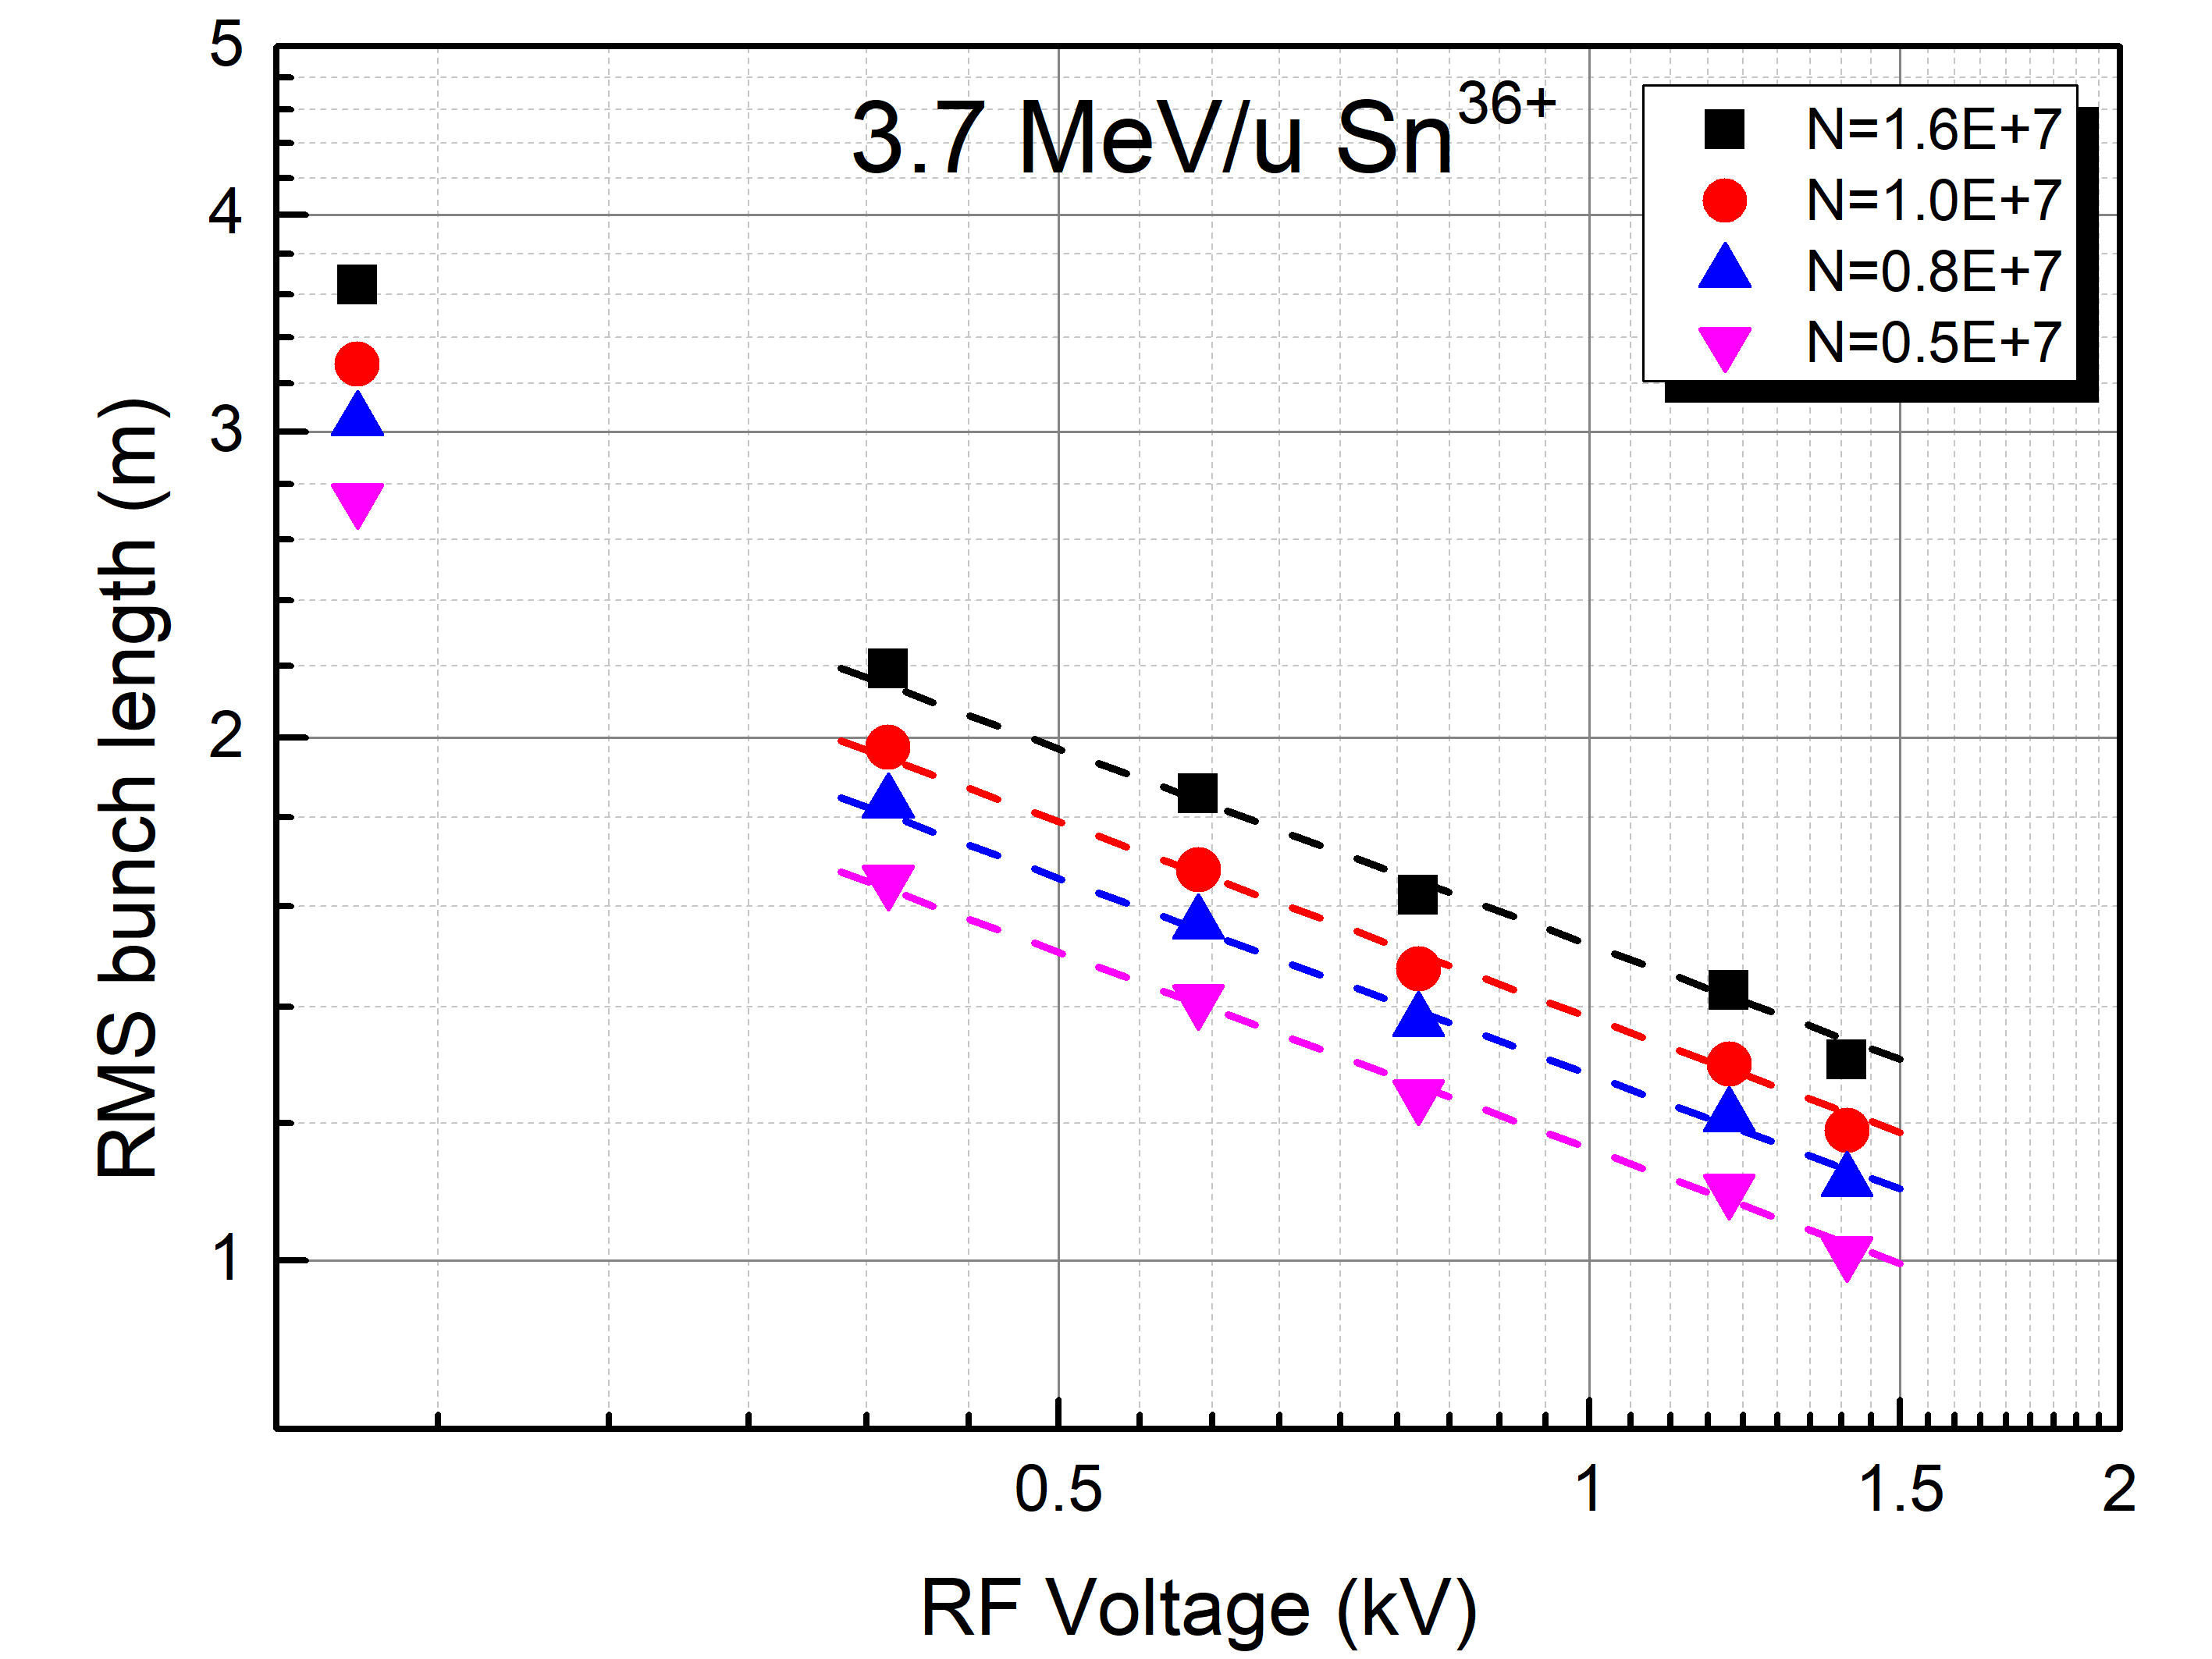 3.7 MeV/u Sn36+
N=1.6E+7
N=1.0E+7
N=0.8E+7
N=0.5E+7
5
4
3
2
1
RMS bunch length (m)
0.5 1 1.5 2
RF Voltage (kV)